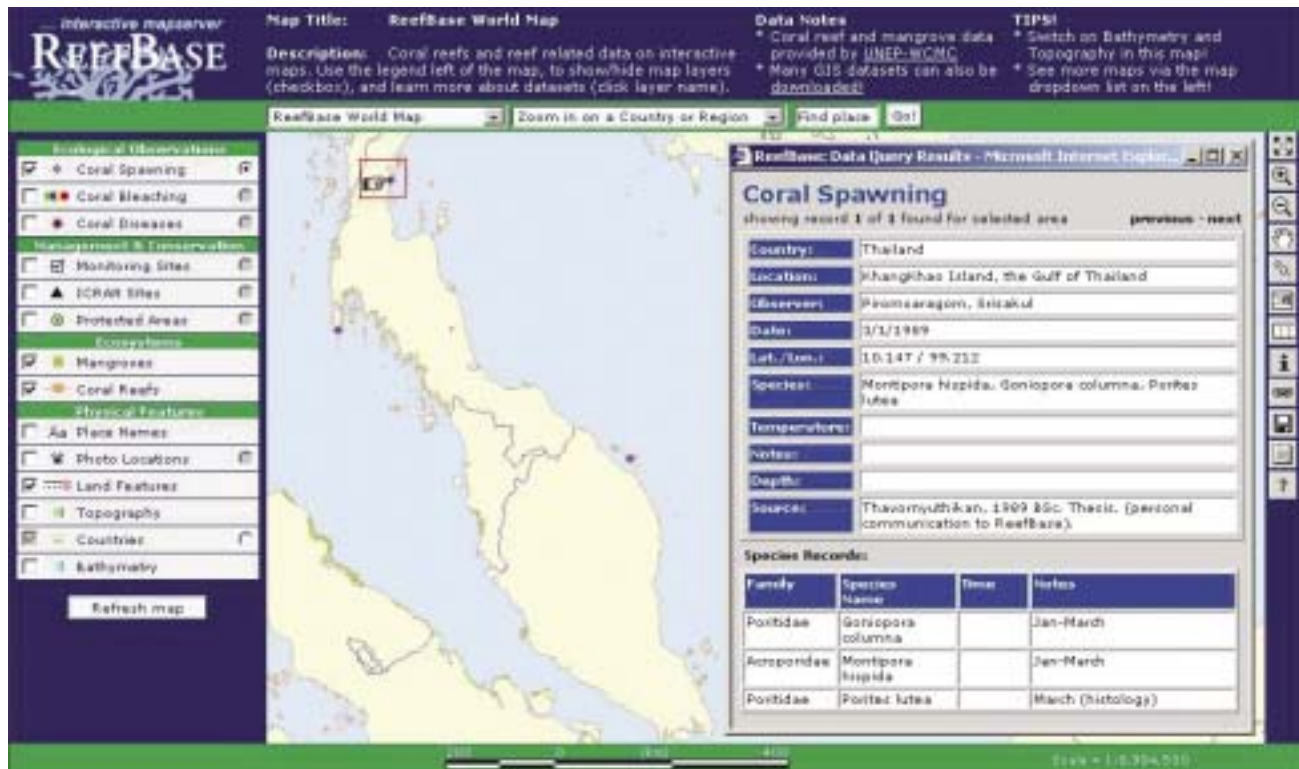 interactive mapserver
REEFBASE
Map Title: ReefBase World Map
Description: Coral reefs and reef related data on interactive
maps. Use the legend left of the map, to show/hide map layers
(checkbox), and learn more about datasets (click layer name).
Data Notes
* Coral reef and mangrove data
provided by UNEP-WCMC
* Many GIS datasets can also be
downloaded!
TIPS!
* Switch on Bathymetry and
Topography in this map!
* See more maps via the map
dropdown list on the left!
ReefBase World Map
Zoom in on a Country or Region
Find place
Go!
Ecological Observations
Coral Spawning
Coral Bleaching
Coral Diseases
Management & Conservation
Monitoring Sites
ICRAN Sites
Protected Areas
Ecosystems
Mangroves
Coral Reefs
Physical Features
Aa Place Names
Photo Locations
Land Features
Topography
Countries
Bathymetry
Refresh map
ReefBase: Data Query Results - Microsoft Internet Explor...
Coral Spawning
showing record 1 of 1 found for selected area previous - next
Country: Thailand
Location: KhangKhao Island, the Gulf of Thailand
Observer: Piromvaragorn, Srisakul
Date: 1/1/1989
Lat./Lon.: 10.147 / 99.212
Species: Montipora hispida, Goniopora columna, Porites
lutea
Temperature:
Notes:
Depth:
Source: Thavornyuthikan, 1989 BSc. Thesis. (personal
communication to ReefBase).
Species Records:
Family Species Name Time Notes
Poritidae Goniopora columna Jan-March
Acroporidae Montipora hispida Jan-March
Poritidae Porites lutea March (histology)
200 0 (km) 400